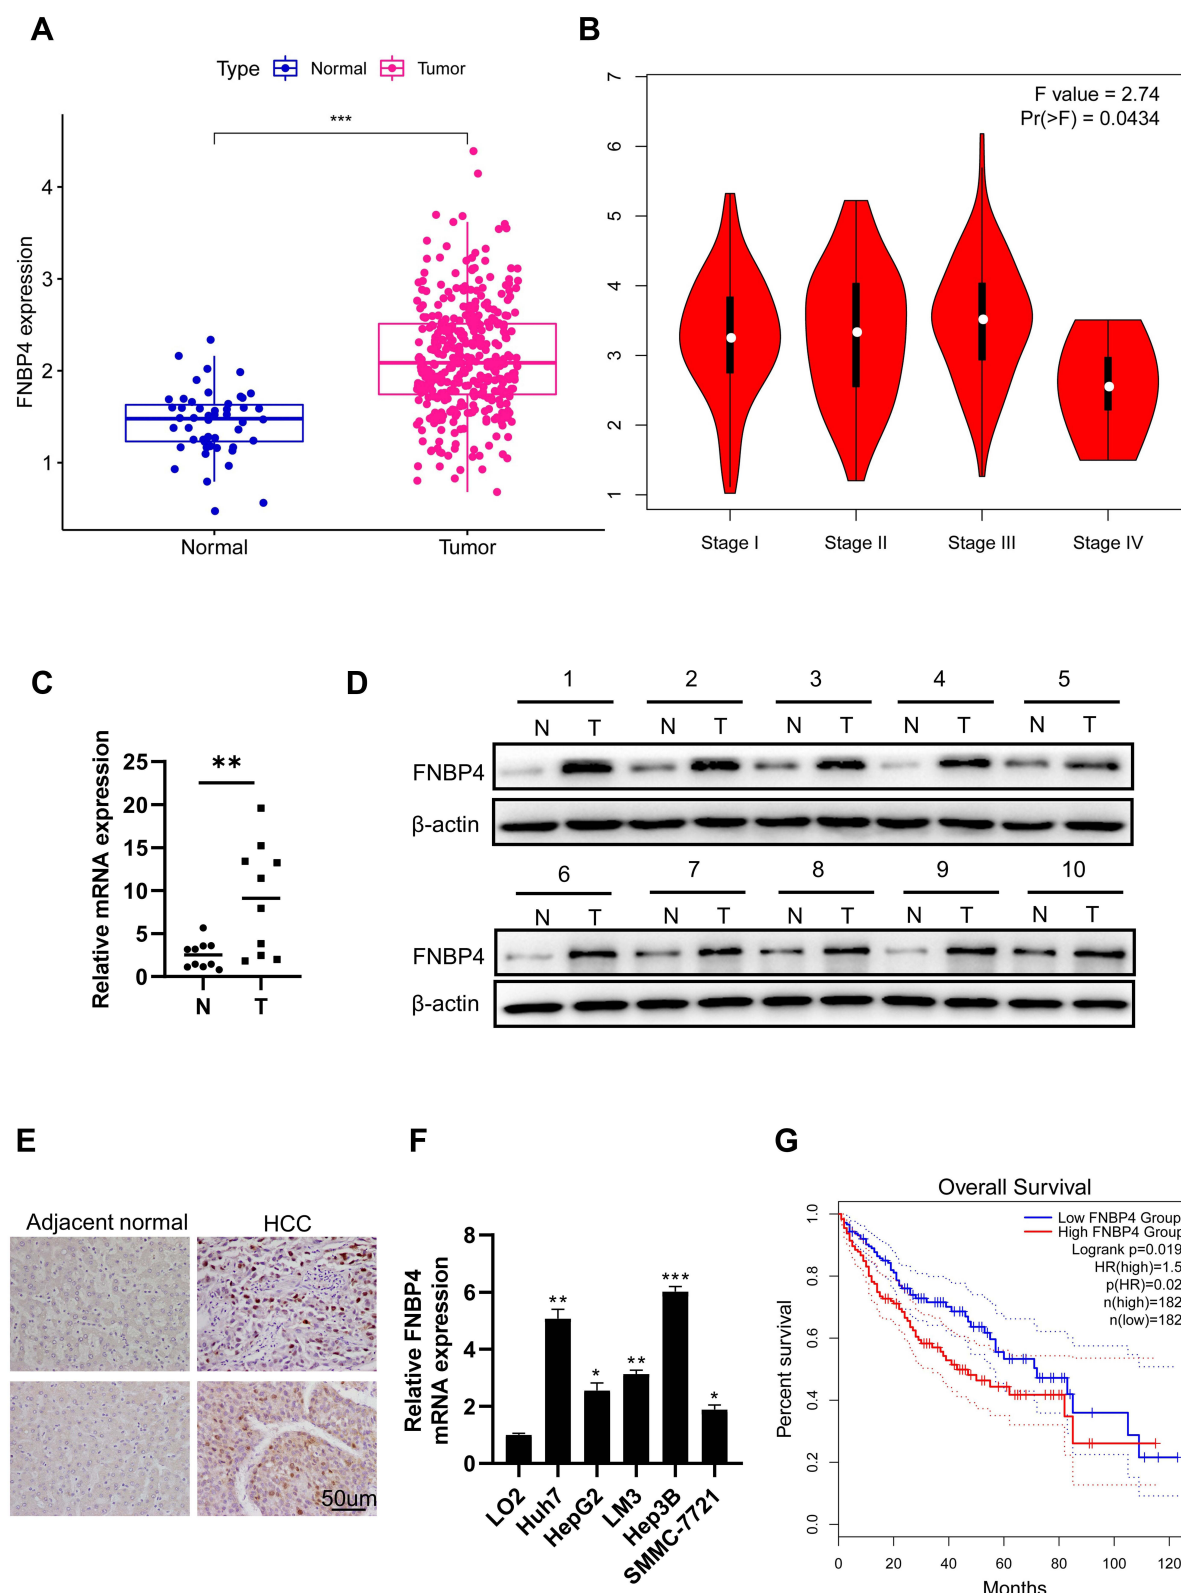 A
Type Normal Tumor
***
FNBP4 expression
4
3
2
1
Normal Tumor
B
F value = 2.74
Pr(>F) = 0.0434
7
6
5
4
3
2
1
Stage I Stage II Stage III Stage IV
C
**
Relative mRNA expression
25
20
15
10
5
0
N T
D
1 2 3 4 5
N T N T N T N T N T
FNBP4
β-actin
6 7 8 9 10
N T N T N T N T N T
FNBP4
β-actin
E
Adjacent normal HCC
50um
F
Relative FNBP4
mRNA expression
8
6
4
2
0
** * ** *** *
LO2 Huh7 HepG2 LM3 Hep3B SMMC-7721
G
Overall Survival
Low FNBP4 Group
High FNBP4 Group
Logrank p=0.019
HR(high)=1.5
p(HR)=0.02
n(high)=182
n(low)=182
Percent survival
1.0
0.8
0.6
0.4
0.2
0.0
0 20 40 60 80 100 120
Months